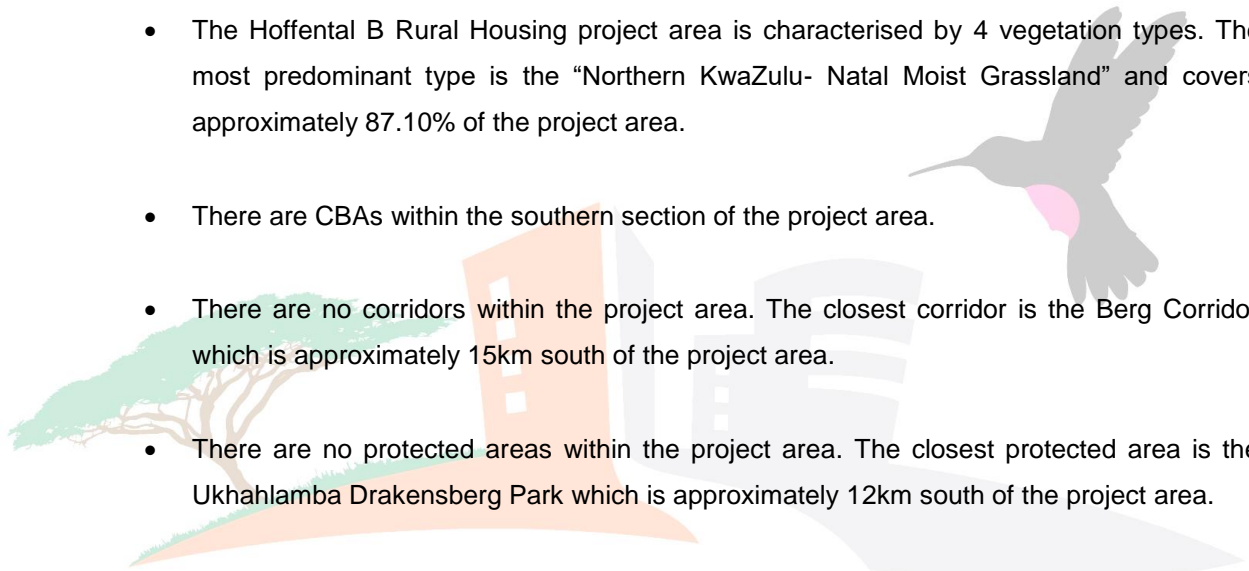 • The Hoffental B Rural Housing project area is characterised by 4 vegetation types. The
most predominant type is the “Northern KwaZulu- Natal Moist Grassland” and covers
approximately 87.10% of the project area.
• There are CBAs within the southern section of the project area.
• There are no corridors within the project area. The closest corridor is the Berg Corrido
which is approximately 15km south of the project area.
• There are no protected areas within the project area. The closest protected area is the
Ukhahlamba Drakensberg Park which is approximately 12km south of the project area.